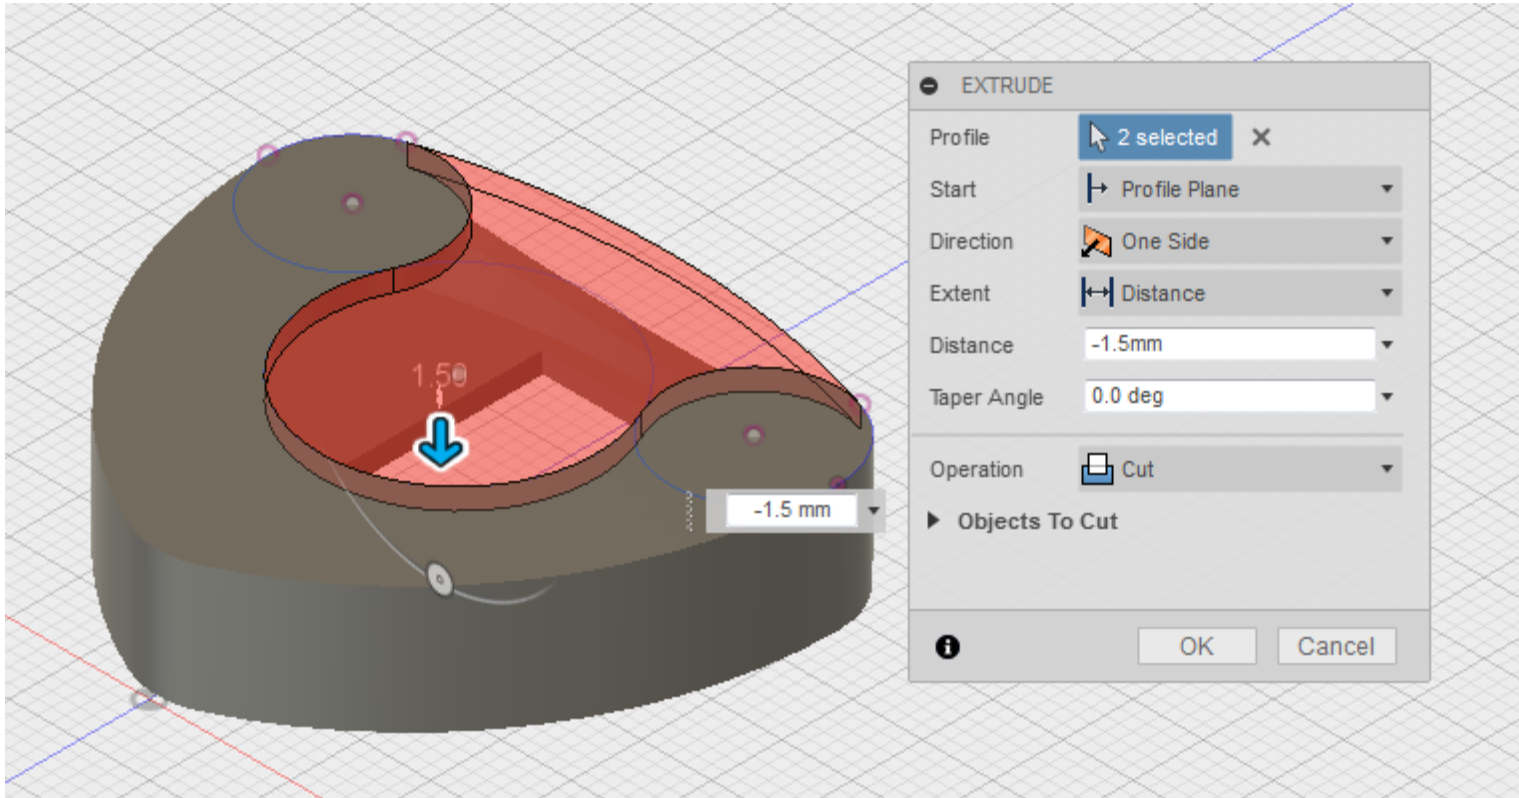 EXTRUDE
Profile 2 selected
Start Profile Plane
Direction One Side
Extent Distance
Distance -1.5mm
Taper Angle 0.0 deg
Operation Cut
Objects To Cut
OK Cancel
1.50
-1.5 mm